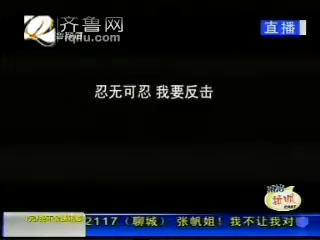 齐鲁网
iqilu.com
直播
忍无可忍 我要反击
2117（聊城） 张帆姐！我不让我对